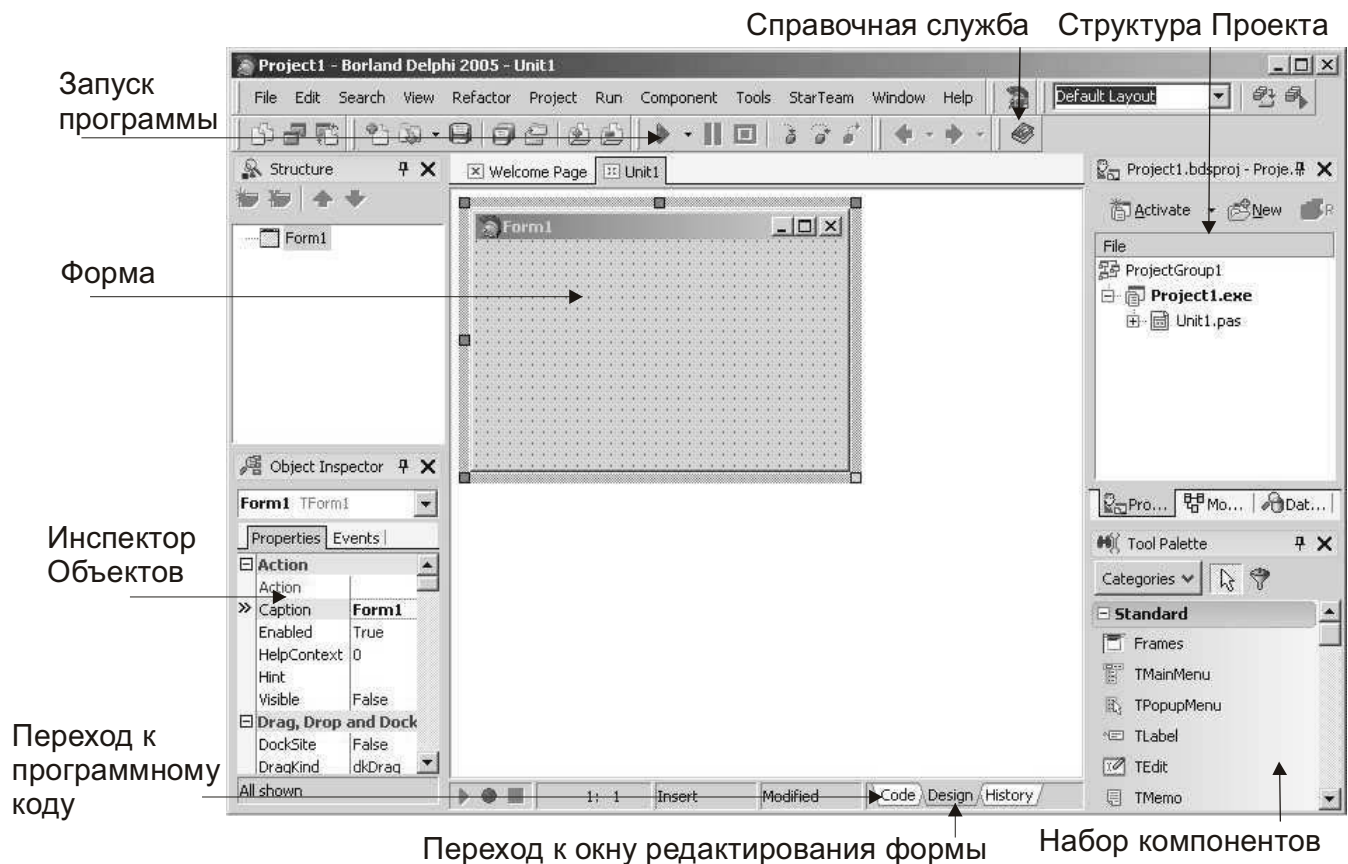 Справочная служба Структура Проекта
Запуск
программы
Project1 - Borland Delphi 2005 - Unit1
File Edit Search View Refactor Project Run Component Tools StarTeam Window Help Default Layout
Structure
Welcome Page Unit1
Project1.bdsproj - Proje.
Activate New R
Form1
Form1
File
ProjectGroup1
Project1.exe
Unit1.pas
Форма
Object Inspector
Form1 TForm1
Pro... Mo... Dat...
Инспектор
Объектов
Properties Events
Action
Action
Caption Form1
Enabled True
HelpContext 0
Hint
Visible False
Drag, Drop and Dock
DockSite False
DragKind dkDrag
All shown
Tool Palette
Categories
Standard
Frames
TMainMenu
TPopupMenu
TLabel
TEdit
TMemo
Переход к
программному
коду
1: 1 Insert Modified Code Design History
Переход к окну редактирования формы
Набор компонентов